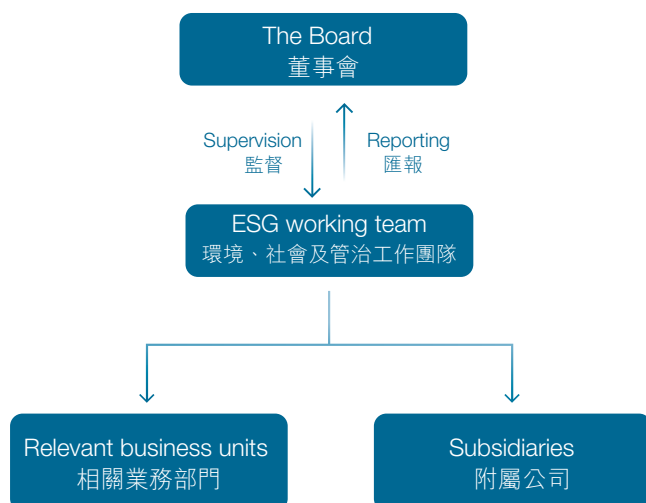 The Board
董事會
Supervision
監督
Reporting
匯報
ESG working team
環境、社會及管治工作團隊
Relevant business units
相關業務部門
Subsidiaries
附屬公司